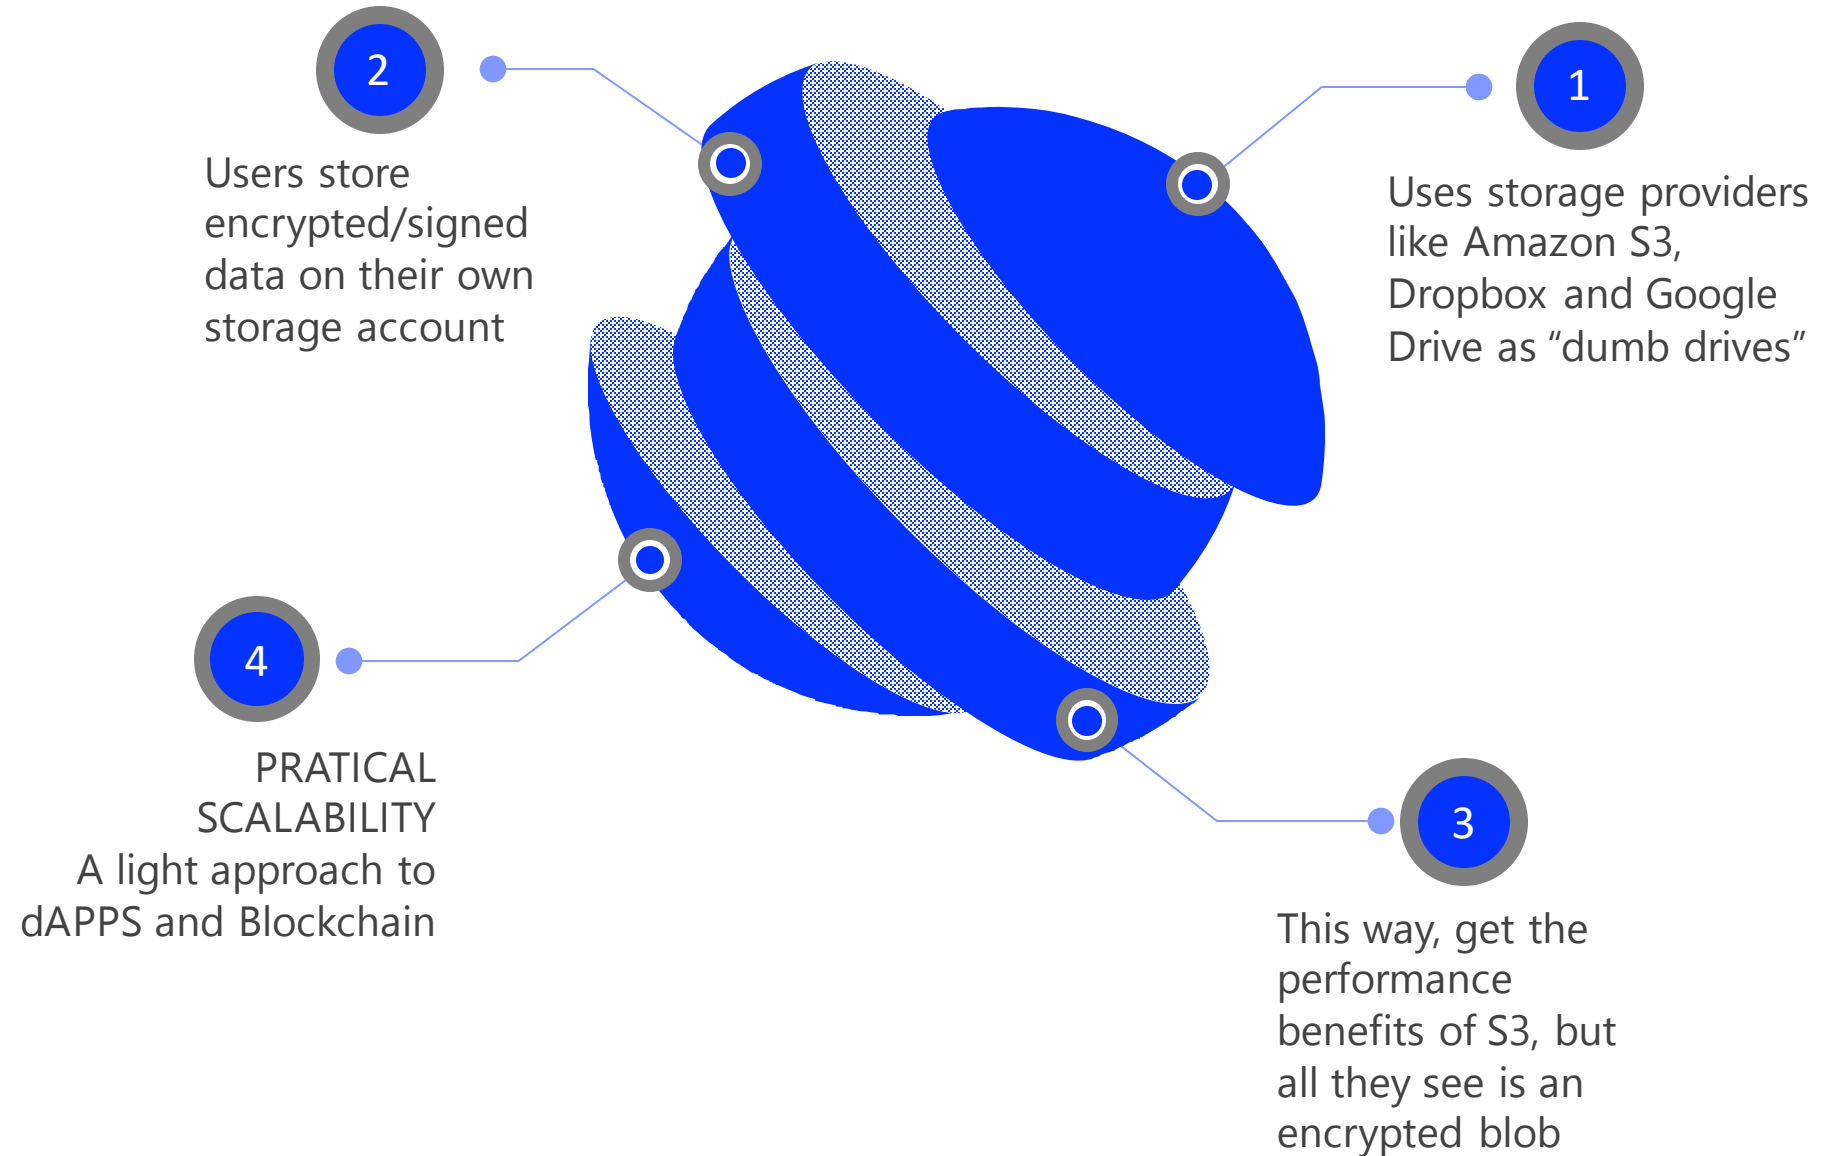 1
Uses storage providers
like Amazon S3,
Dropbox and Google
Drive as “dumb drives”
2
Users store
encrypted/signed
data on their own
storage account
3
This way, get the
performance
benefits of S3, but
all they see is an
encrypted blob
4
PRATICAL
SCALABILITY
A light approach to
dAPPS and Blockchain